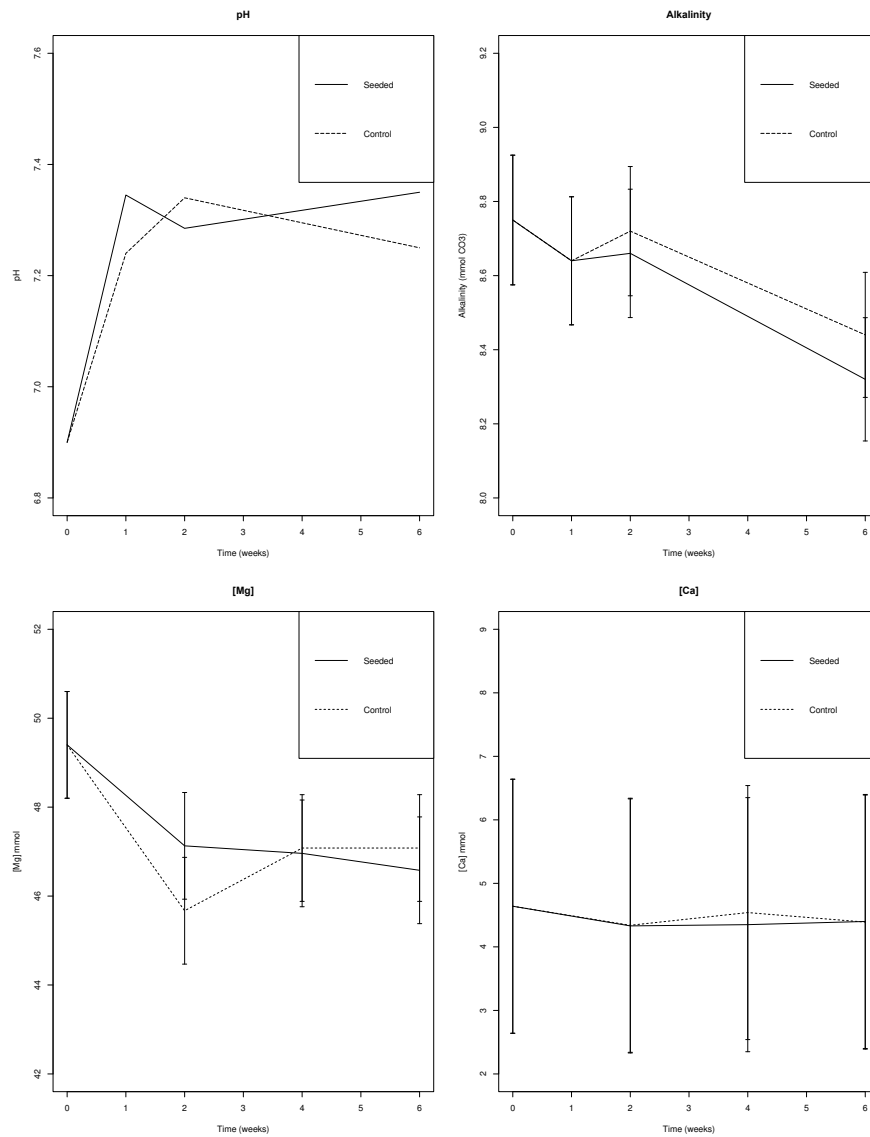 pH
Seeded
Control
7.6
7.4
7.2
7.0
6.8
pH
0 1 2 3 4 5 6
Time (weeks)
Alkalinity
Seeded
Control
9.2
9.0
8.8
8.6
8.4
8.2
8.0
Alkalinity (mmol CO3)
0 1 2 3 4 5 6
Time (weeks)
[Mg]
Seeded
Control
52
50
48
46
44
42
[Mg] mmol
0 1 2 3 4 5 6
Time (weeks)
[Ca]
Seeded
Control
9
8
7
6
5
4
3
2
[Ca] mmol
0 1 2 3 4 5 6
Time (weeks)